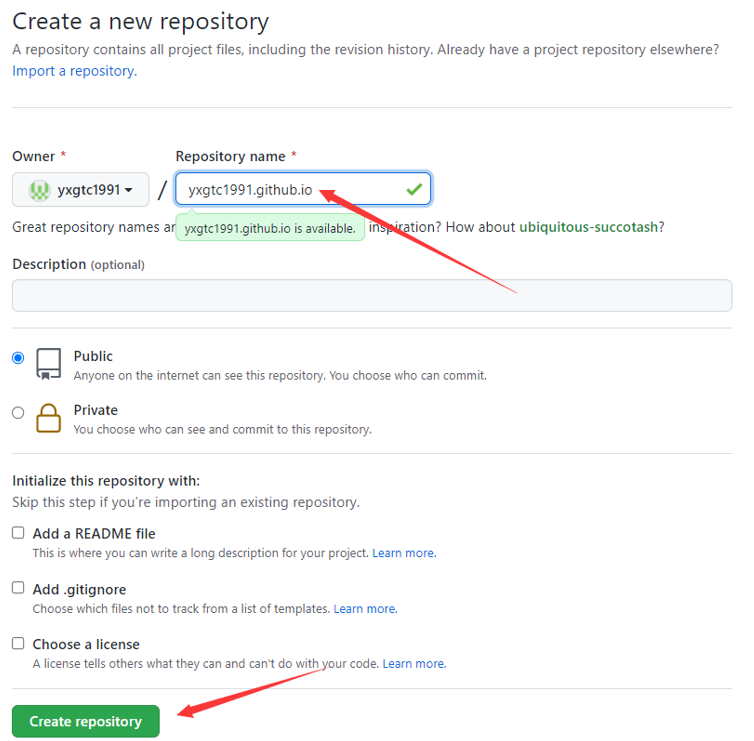 Create a new repository
A repository contains all project files, including the revision history. Already have a project repository elsewhere?
Import a repository.
Owner *
Repository name *
yxgtc1991
/
yxgtc1991.github.io
Great repository names ar
inspiration? How about ubiquitous-succotash?
yxgtc1991.github.io is available.
Description (optional)
Public
Anyone on the internet can see this repository. You choose who can commit.
Private
You choose who can see and commit to this repository.
Initialize this repository with:
Skip this step if you're importing an existing repository.
Add a README file
This is where you can write a long description for your project. Learn more.
Add .gitignore
Choose which files not to track from a list of templates. Learn more.
Choose a license
A license tells others what they can and can't do with your code. Learn more.
Create repository